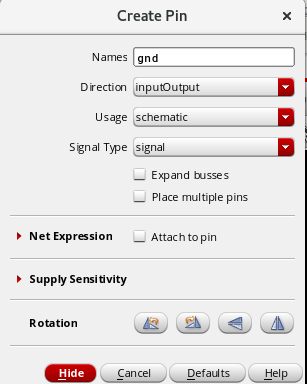 Create Pin
Names gnd
Direction inputOutput
Usage schematic
Signal Type signal
Expand busses
Place multiple pins
Net Expression Attach to pin
Supply Sensitivity
Rotation
Hide Cancel Defaults Help